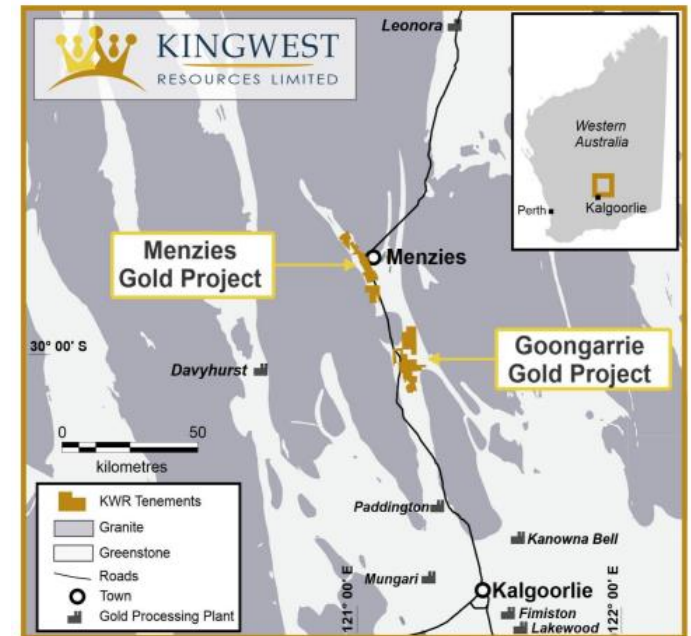 KINGWEST
RESOURCES LIMITED
Leonora
Western
Australia
Perth
Kalgoorlie
Menzies
Gold Project
Menzies
30° 00' S
Davyhurst
Goongarrie
Gold Project
0 50
kilometres
KWR Tenements
Granite
Greenstone
Roads
Town
Gold Processing Plant
Paddington
Kanowna Bell
Mungari
Kalgoorlie
Fimiston
Lakewood
121° 00' E
122° 00' E